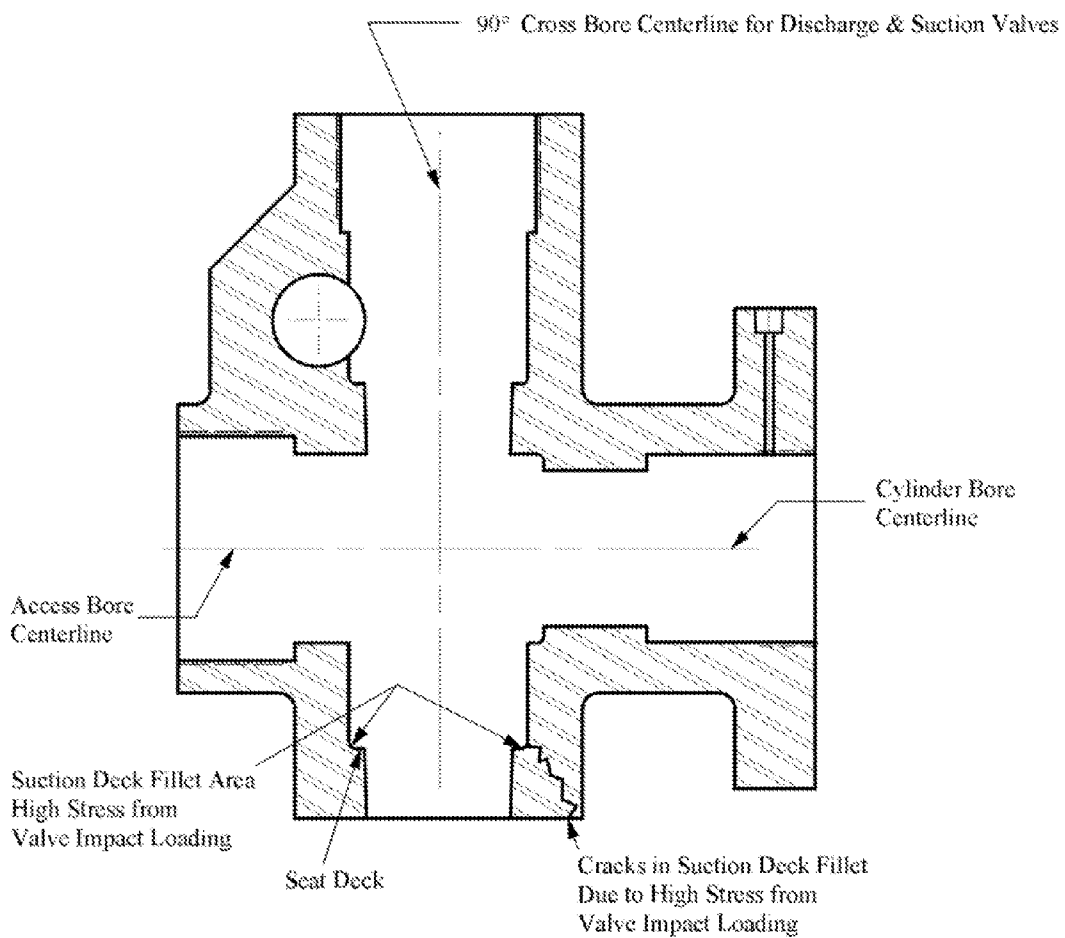 90° Cross Bore Centerline for Discharge & Suction Valves
Cylinder Bore
Centerline
Access Bore
Centerline
Suction Deck Fillet Area
High Stress from
Valve Impact Loading
Seat Deck
Cracks in Suction Deck Fillet
Due to High Stress from
Valve Impact Loading